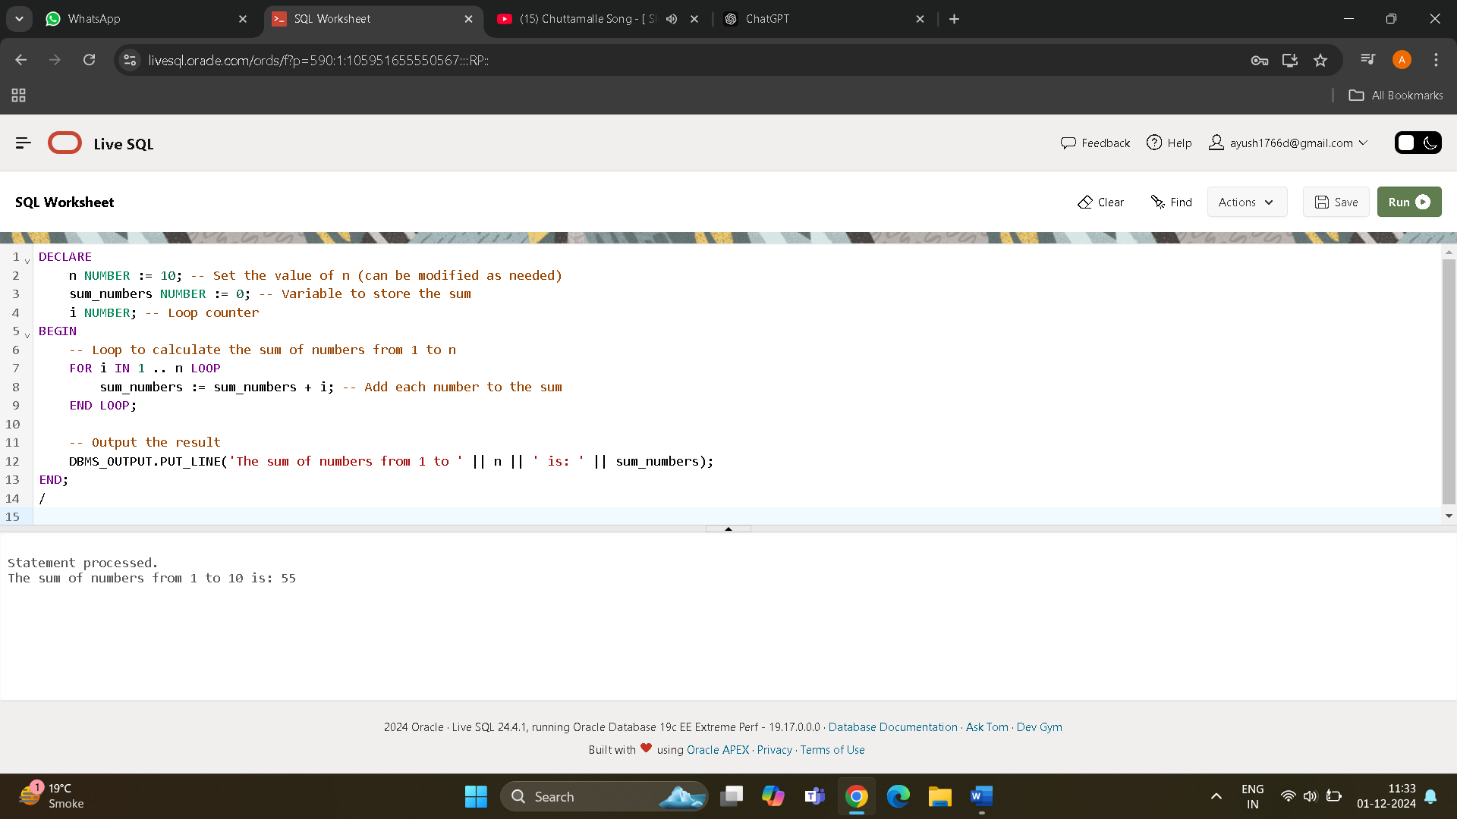 WhatsApp
SQL Worksheet
(15) Chuttamalle Song - [ S
ChatGPT
livesql.oracle.com/ords/f?p=590:1:105951655550567:::RP::
A
All Bookmarks
Live SQL
Feedback
Help
ayush1766d@gmail.com
SQL Worksheet
Clear
Find
Actions
Save
Run
1 DECLARE
2     n NUMBER := 10; -- Set the value of n (can be modified as needed)
3     sum_numbers NUMBER := 0; -- Variable to store the sum
4     i NUMBER; -- Loop counter
5 BEGIN
6     -- Loop to calculate the sum of numbers from 1 to n
7     FOR i IN 1 .. n LOOP
8         sum_numbers := sum_numbers + i; -- Add each number to the sum
9     END LOOP;
10
11     -- Output the result
12     DBMS_OUTPUT.PUT_LINE('The sum of numbers from 1 to ' || n || ' is: ' || sum_numbers);
13 END;
14 /
15
Statement processed.
The sum of numbers from 1 to 10 is: 55
2024 Oracle · Live SQL 24.4.1, running Oracle Database 19c EE Extreme Perf - 19.17.0.0.0 · Database Documentation · Ask Tom · Dev Gym
Built with ❤ using Oracle APEX · Privacy · Terms of Use
1
19°C
Smoke
Search
ENG
IN
11:33
01-12-2024